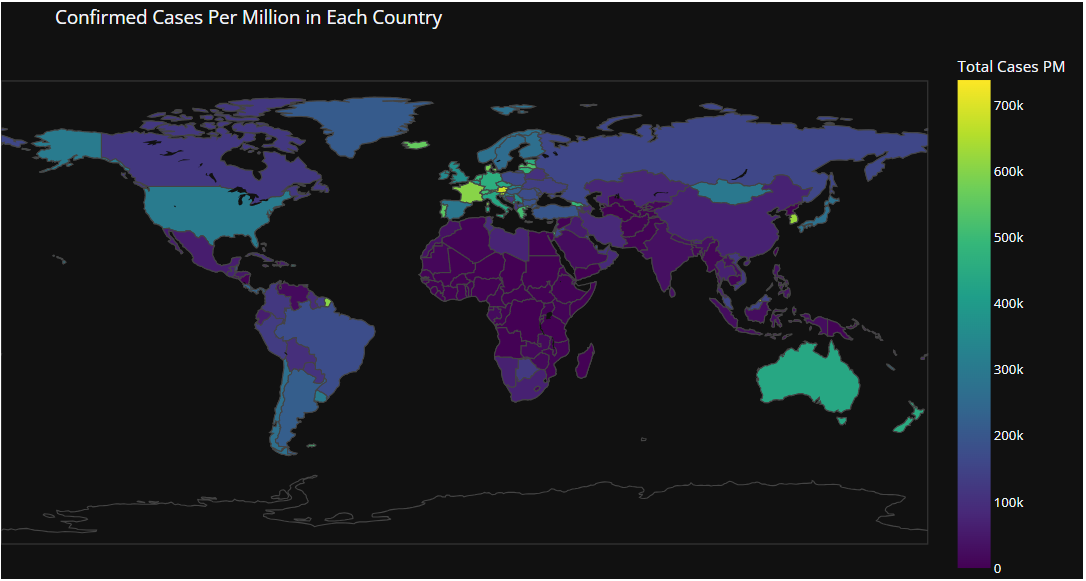 Confirmed Cases Per Million in Each Country
Total Cases PM
700k
600k
500k
400k
300k
200k
100k
0